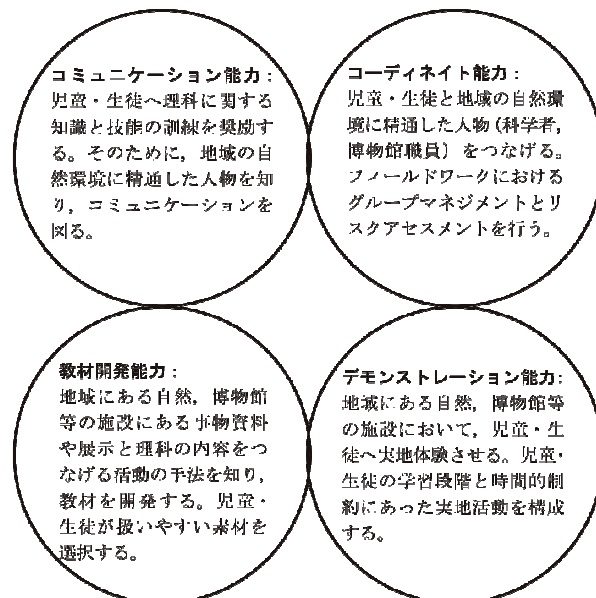 コミュニケーション能力：
児童・生徒へ理科に関する
知識と技能の訓練を奨励す
る。そのために，地域の自
然環境に精通した人物を知
り，コミュニケーションを
図る。
コーディネイト能力：
児童・生徒と地域の自然環
境に精通した人物（科学者，
博物館職員）をつなげる。
フィールドワークにおける
グループマネジメントとリ
スクアセスメントを行う。
教材開発能力：
地域にある自然，博物館
等の施設にある事物資料
や展示と理科の内容をつ
なげる活動の手法を知り，
教材を開発する。児童・
生徒が扱いやすい素材を
選択する。
デモンストレーション能力：
地域にある自然，博物館等
の施設において，児童・生
徒へ実地体験させる。児童・
生徒の学習段階と時間的制
約にあった実地活動を構成
する。